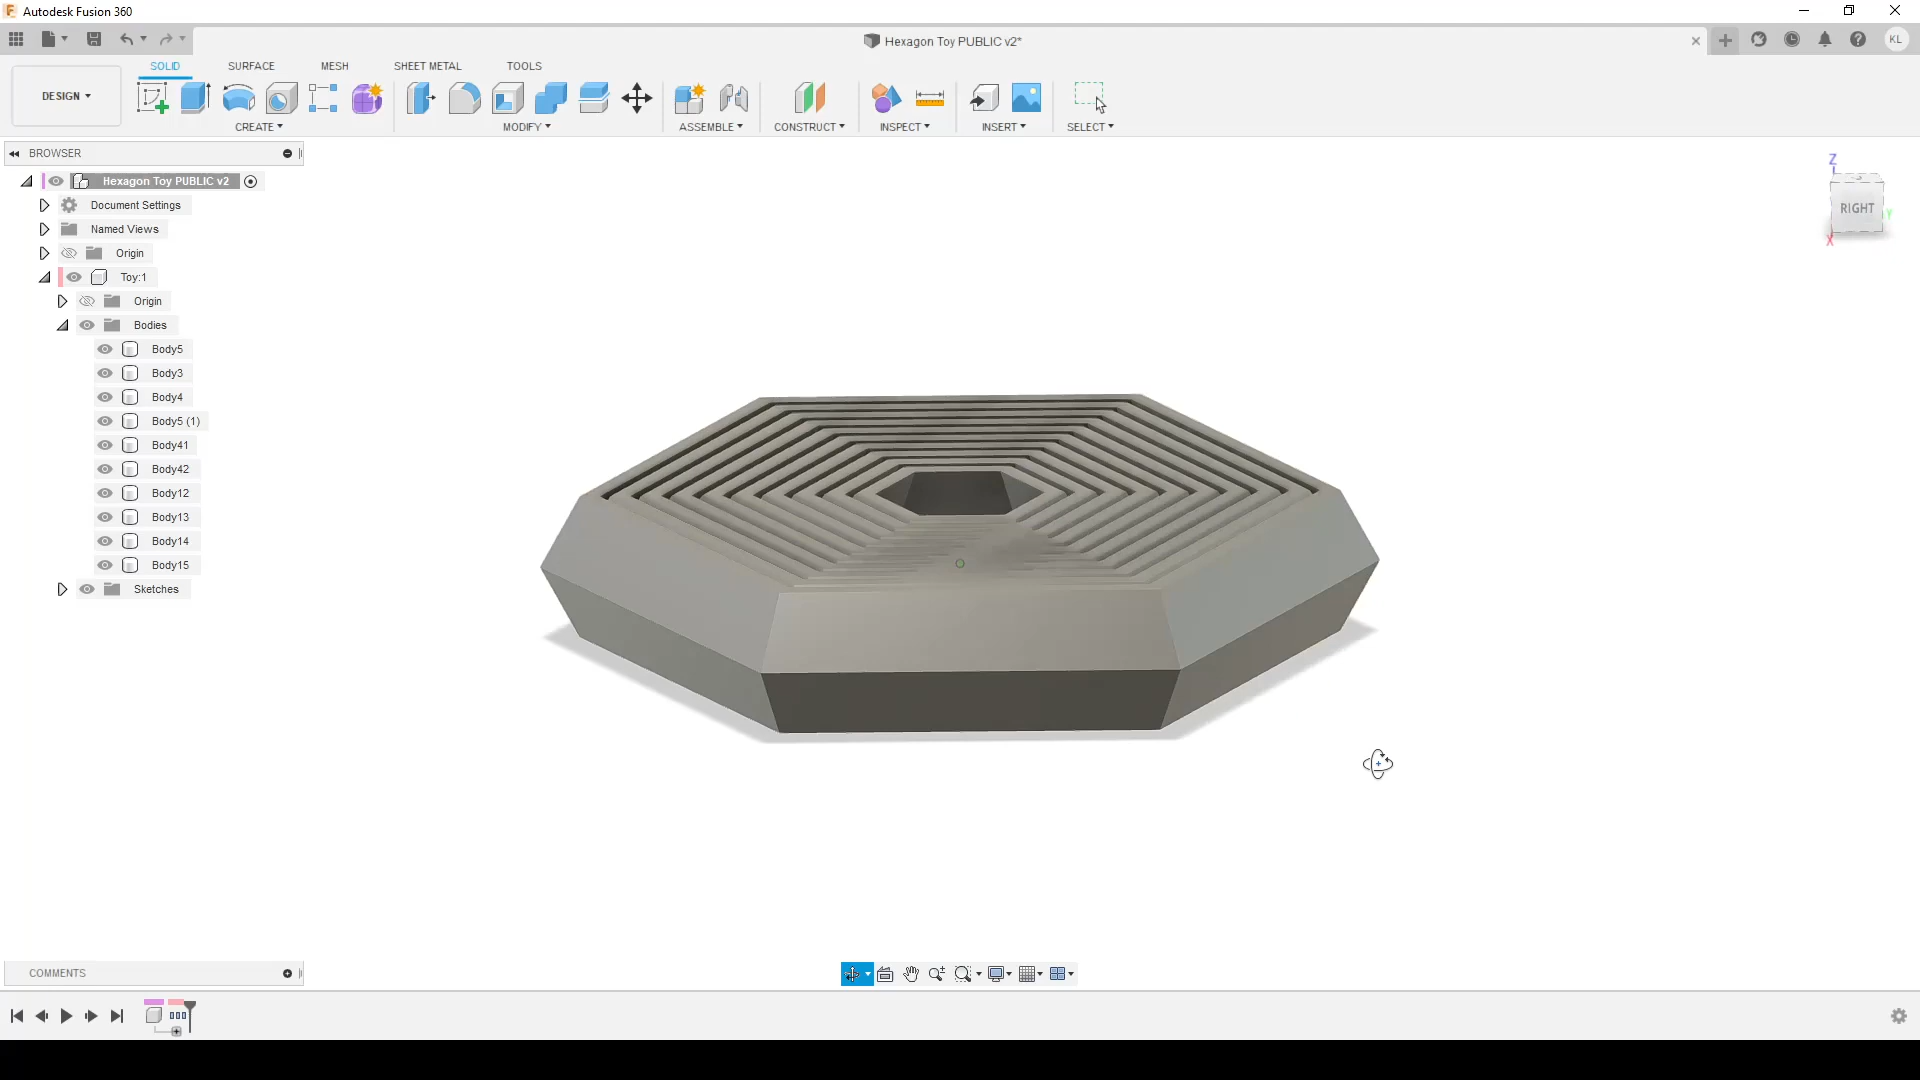 Autodesk Fusion 360
Hexagon Toy PUBLIC v2*
KL
SOLID SURFACE MESH SHEET METAL TOOLS
DESIGN
CREATE MODIFY ASSEMBLE CONSTRUCT INSPECT INSERT SELECT
BROWSER
Hexagon Toy PUBLIC v2
Document Settings
Named Views
Origin
Toy:1
Origin
Bodies
Body5
Body3
Body4
Body5 (1)
Body41
Body42
Body12
Body13
Body14
Body15
Sketches
Z
RIGHT
Y
X
COMMENTS